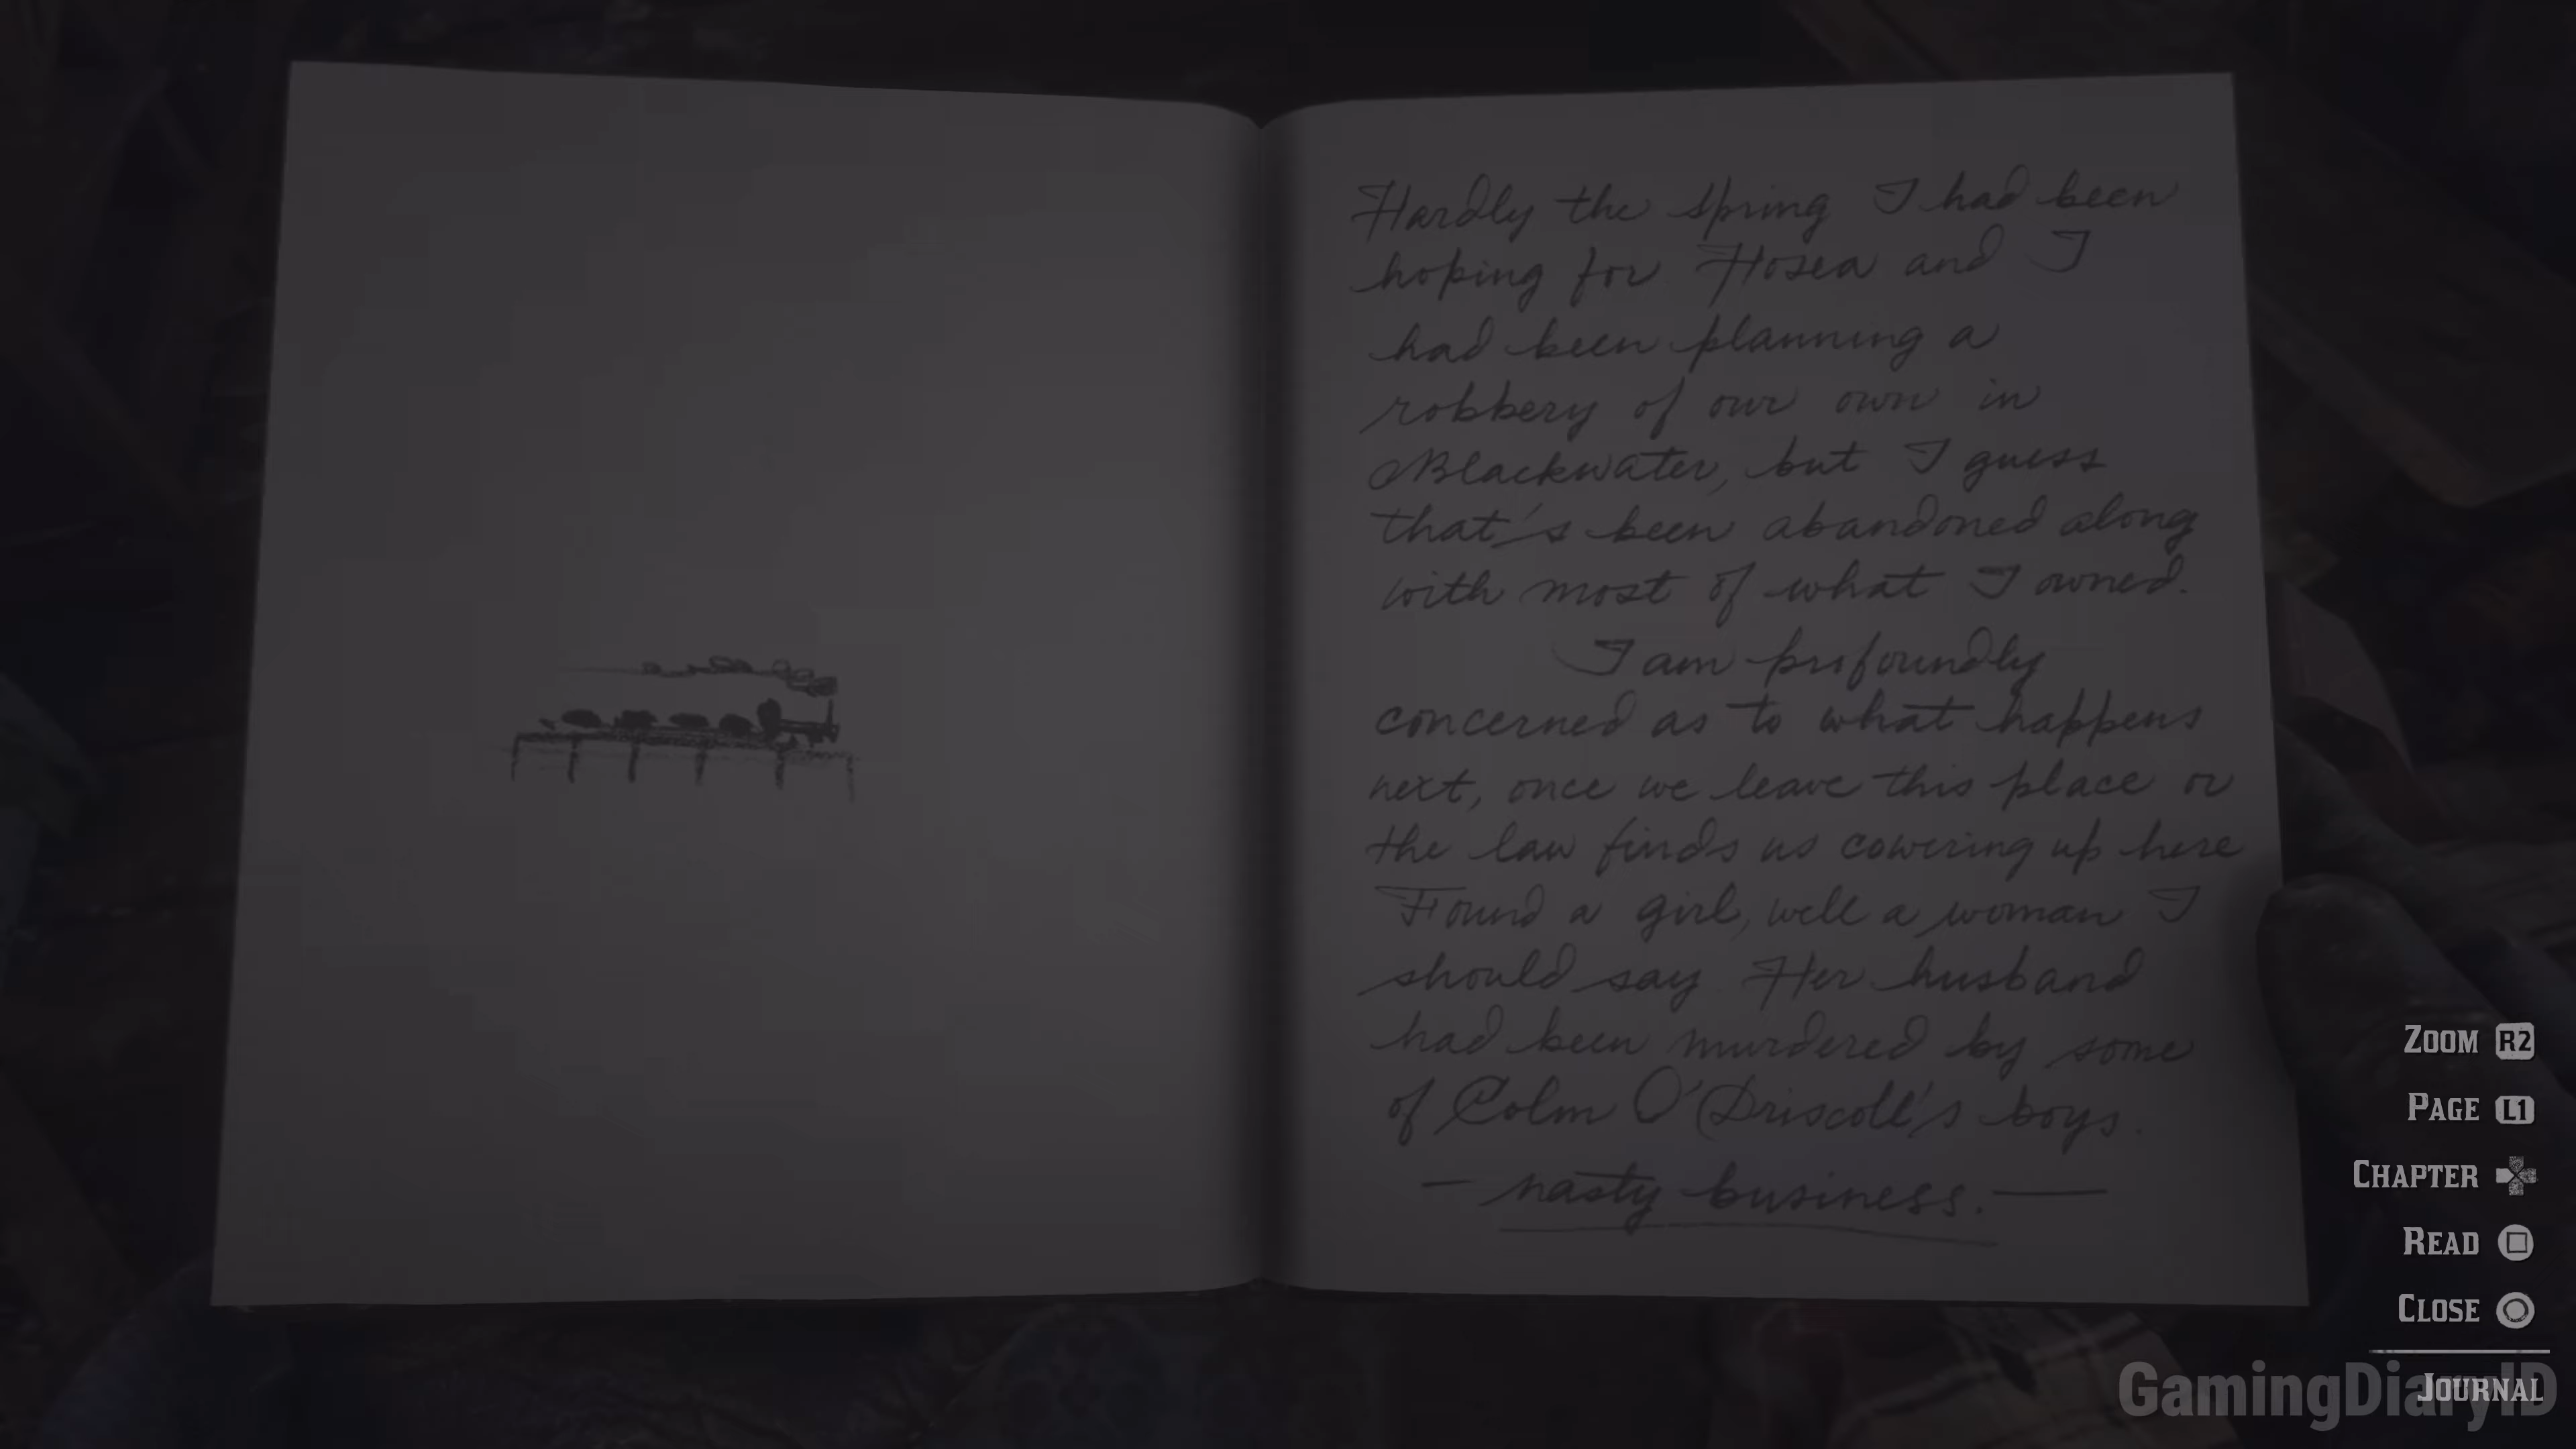 Hardly the spring I had been
hoping for Hosea and I
had been planning a
robbery of our own in
Blackwater, but I guess
that's been abandoned along
with most of what I owned.
I am profoundly
concerned as to what happens
next, once we leave this place or
the law finds us cowering up here
Found a girl, well a woman I
should say Her husband
had been murdered by some
of Colm O'Driscoll's boys.
— nasty business. —
ZOOM R2
PAGE L1
CHAPTER
READ
CLOSE
JOURNAL
GamingDiaryID